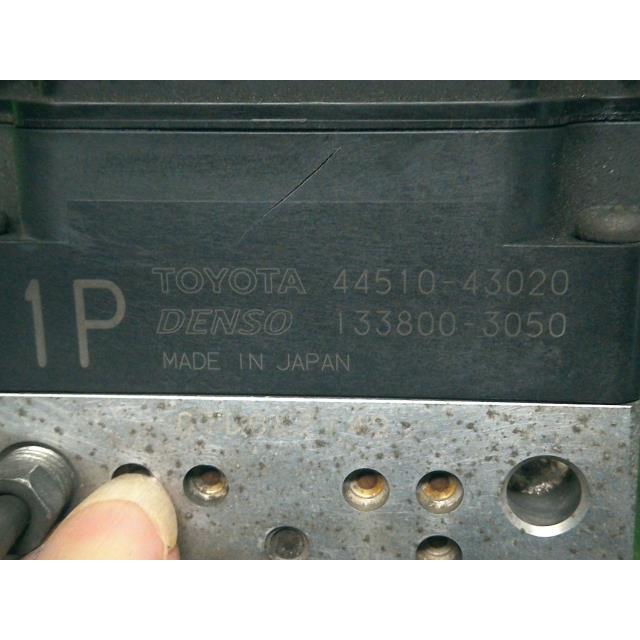 1P
TOYOTA 44510-43020
DENSO 133800-3050
MADE IN JAPAN